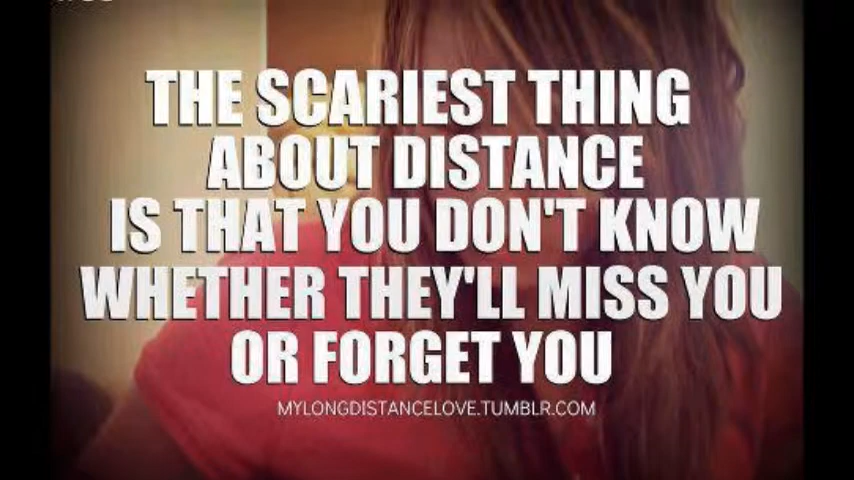 THE SCARIEST THING
ABOUT DISTANCE
IS THAT YOU DON'T KNOW
WHETHER THEY'LL MISS YOU
OR FORGET YOU
MYLONGDISTANCELOVE.TUMBLR.COM